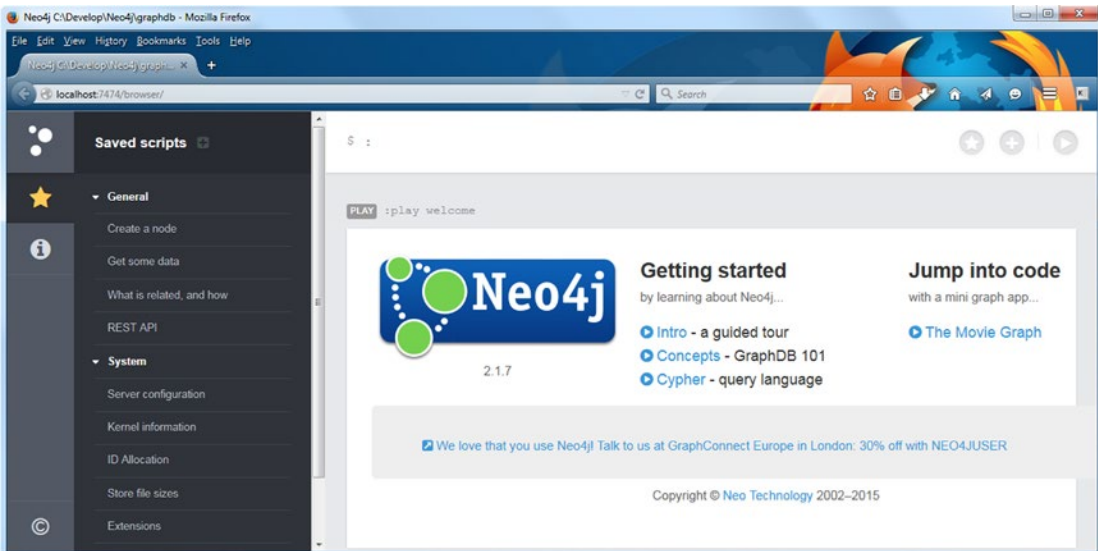 Neo4j C:\Develop\Neo4j\graphdb - Mozilla Firefox
File Edit View History Bookmarks Tools Help
Neo4j C:\Develop\Neo4j\graph... × +
localhost:7474/browser/
Search
Saved scripts
General
Create a node
Get some data
What is related, and how
REST API
System
Server configuration
Kernel information
ID Allocation
Store file sizes
Extensions
$ :
PLAY :play welcome
Neo4j
2.1.7
Getting started
by learning about Neo4j...
Intro - a guided tour
Concepts - GraphDB 101
Cypher - query language
Jump into code
with a mini graph app...
The Movie Graph
We love that you use Neo4j! Talk to us at GraphConnect Europe in London: 30% off with NEO4JUSER
Copyright © Neo Technology 2002–2015